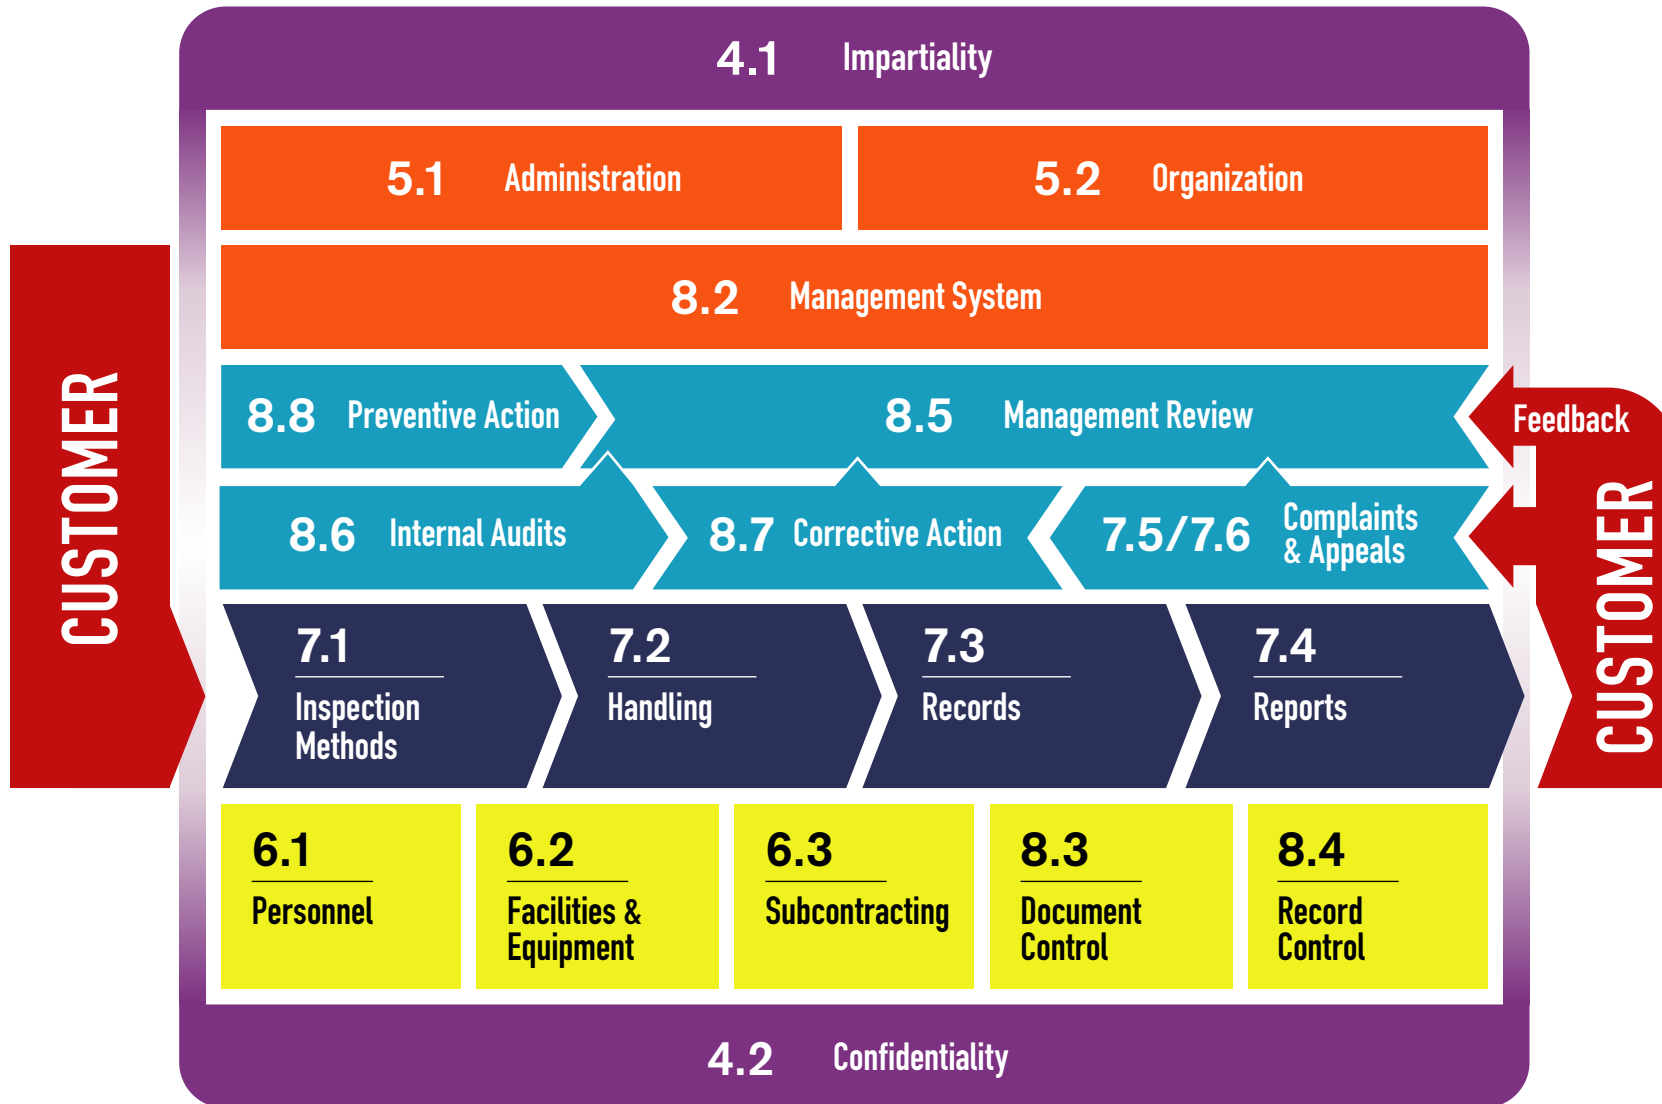 4.1 Impartiality
5.1 Administration
5.2 Organization
8.2 Management System
CUSTOMER
8.8 Preventive Action
8.5 Management Review
Feedback
8.6 Internal Audits
8.7 Corrective Action
7.5/7.6 Complaints
& Appeals
CUSTOMER
7.1
Inspection
Methods
7.2
Handling
7.3
Records
7.4
Reports
6.1
Personnel
6.2
Facilities &
Equipment
6.3
Subcontracting
8.3
Document
Control
8.4
Record
Control
4.2 Confidentiality